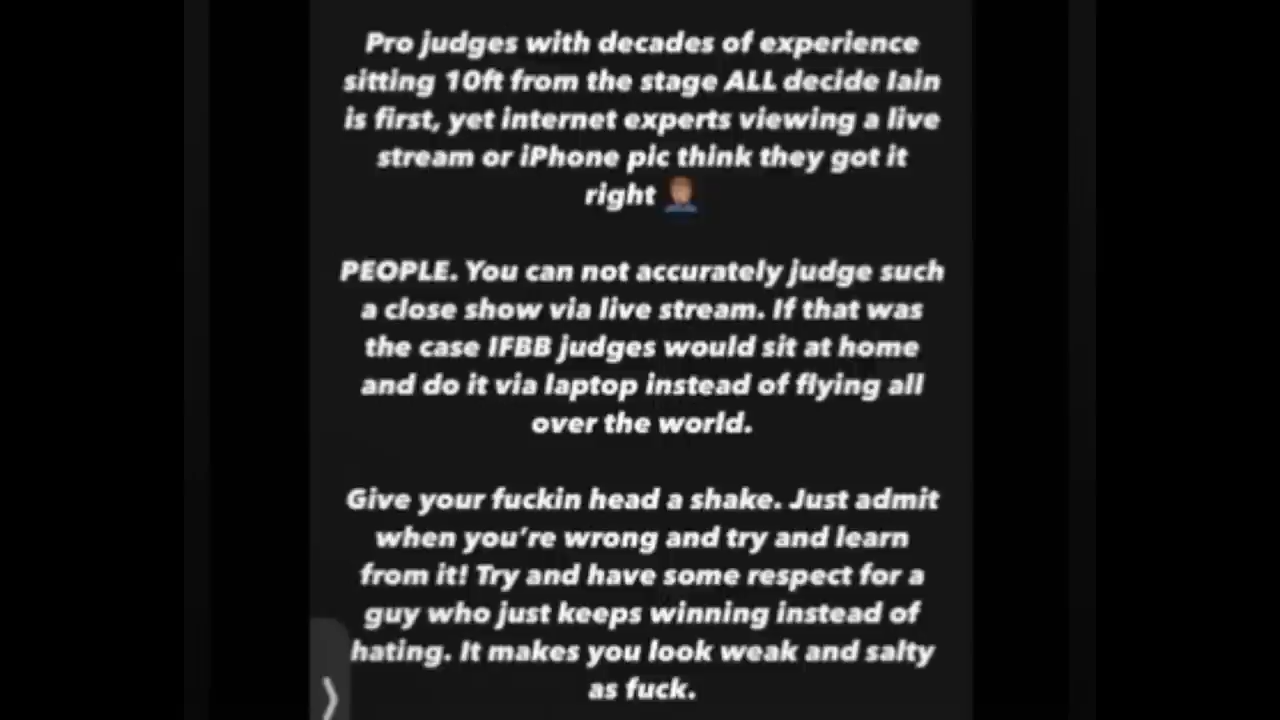 Pro judges with decades of experience
sitting 10ft from the stage ALL decide Iain
is first, yet internet experts viewing a live
stream or iPhone pic think they got it
right 🤦🏽‍♂️
PEOPLE. You can not accurately judge such
a close show via live stream. If that was
the case IFBB judges would sit at home
and do it via laptop instead of flying all
over the world.
Give your fuckin head a shake. Just admit
when you’re wrong and try and learn
from it! Try and have some respect for a
guy who just keeps winning instead of
hating. It makes you look weak and salty
as fuck.